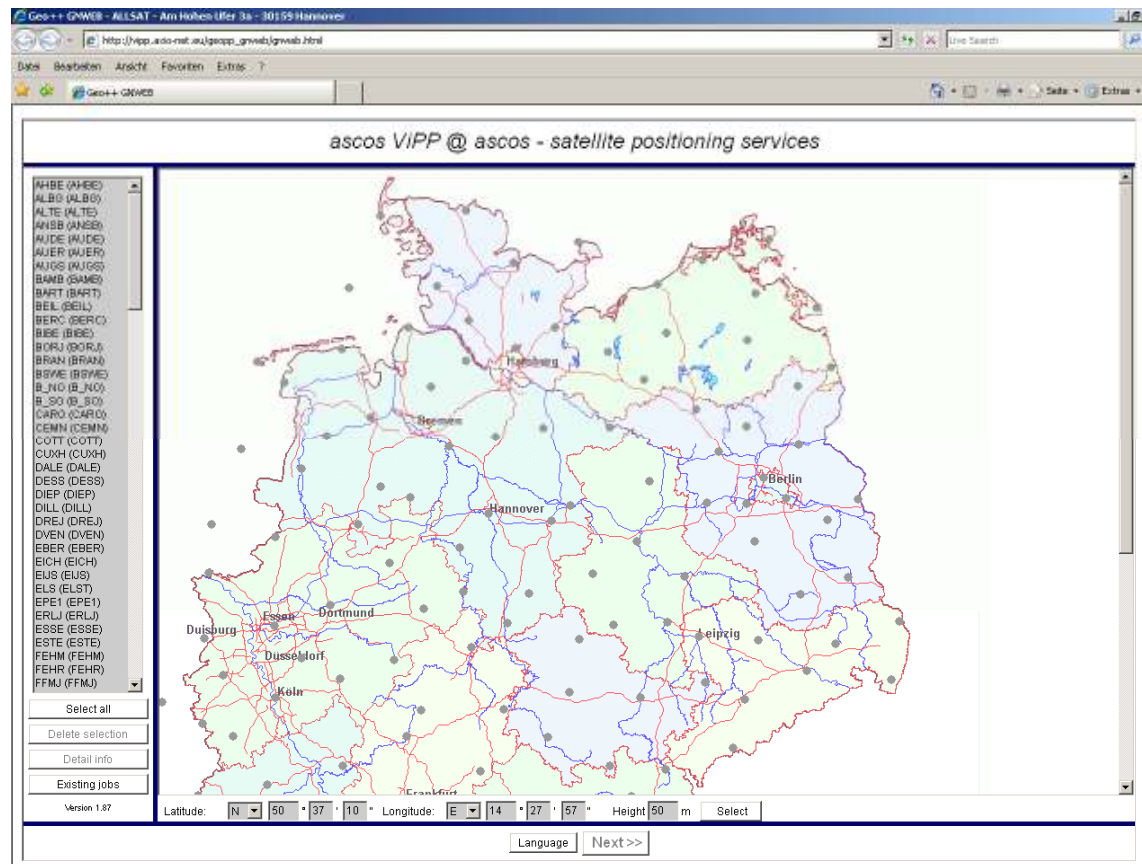 Geo++ GNWEB - ALLSAT - Am Hohen Ufer 3a - 30159 Hannover
Live Search
Datei Bearbeiten Ansicht Favoriten Extras ?
Geo++ GNWEB
Seite Extras
ascos ViPP @ ascos - satellite positioning services
AHBE (AHBE)
ALBG (ALBG)
ALTE (ALTE)
ANSB (ANSB)
AUDE (AUDE)
AUER (AUER)
AUGS (AUGS)
BAMB (BAMB)
BART (BART)
BEIL (BEIL)
BERC (BERC)
BIBE (BIBE)
BORJ (BORJ)
BRAN (BRAN)
BSWE (BSWE)
B_NO (B_NO)
B_SO (B_SO)
CARO (CARO)
CEMN (CEMN)
COTT (COTT)
CUXH (CUXH)
DALE (DALE)
DESS (DESS)
DIEP (DIEP)
DILL (DILL)
DREJ (DREJ)
DVEN (DVEN)
EBER (EBER)
EICH (EICH)
EIJS (EIJS)
ELS (ELST)
EPE1 (EPE1)
ERLJ (ERLJ)
ESSE (ESSE)
ESTE (ESTE)
FEHM (FEHM)
FEHR (FEHR)
FFMJ (FFMJ)
Select all
Delete selection
Detail info
Existing jobs
Version 1.87
Hamburg
Bremen
Berlin
Hannover
Essen
Dortmund
Duisburg
Leipzig
Düsseldorf
Köln
Frankfurt
Latitude: N 50 ° 37 ' 10 " Longitude: E 14 ° 27 ' 57 " Height 50 m Select
Language Next >>